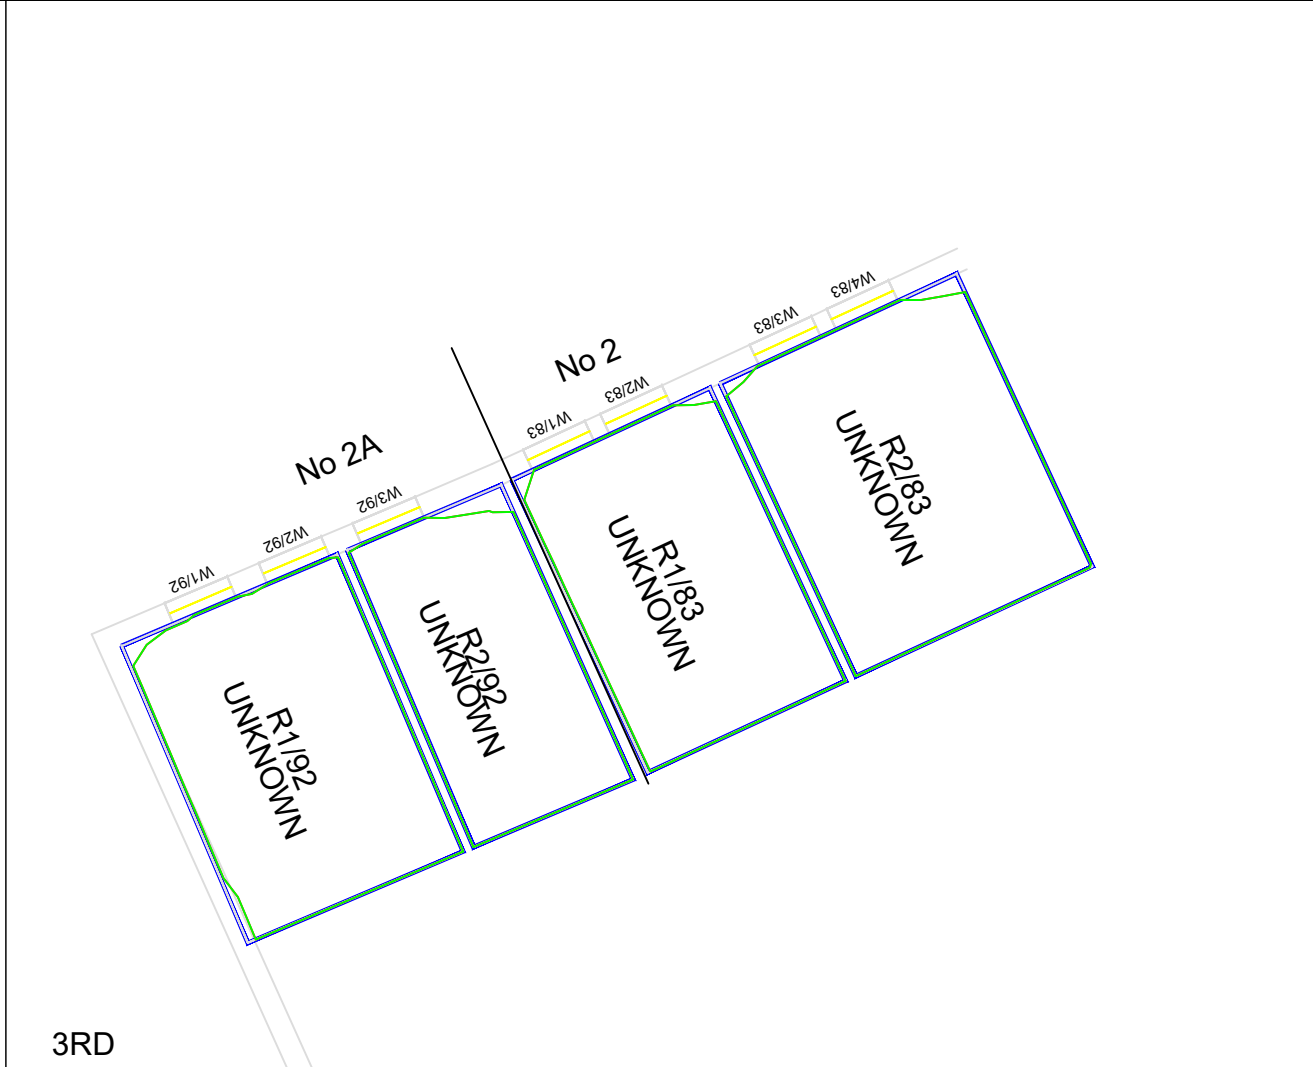 W4/83
W3/83
No 2
W2/83
W1/83
No 2A
W3/92
W2/92
W1/92
R2/83
UNKNOWN
R1/83
UNKNOWN
R2/92
UNKNOWN
R1/92
UNKNOWN
3RD